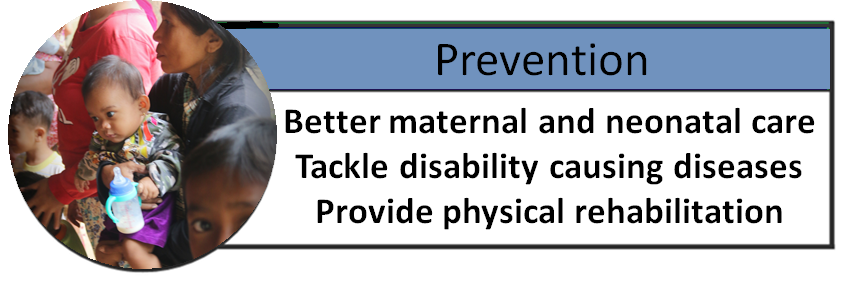 Prevention
Better maternal and neonatal care
Tackle disability causing diseases
Provide physical rehabilitation